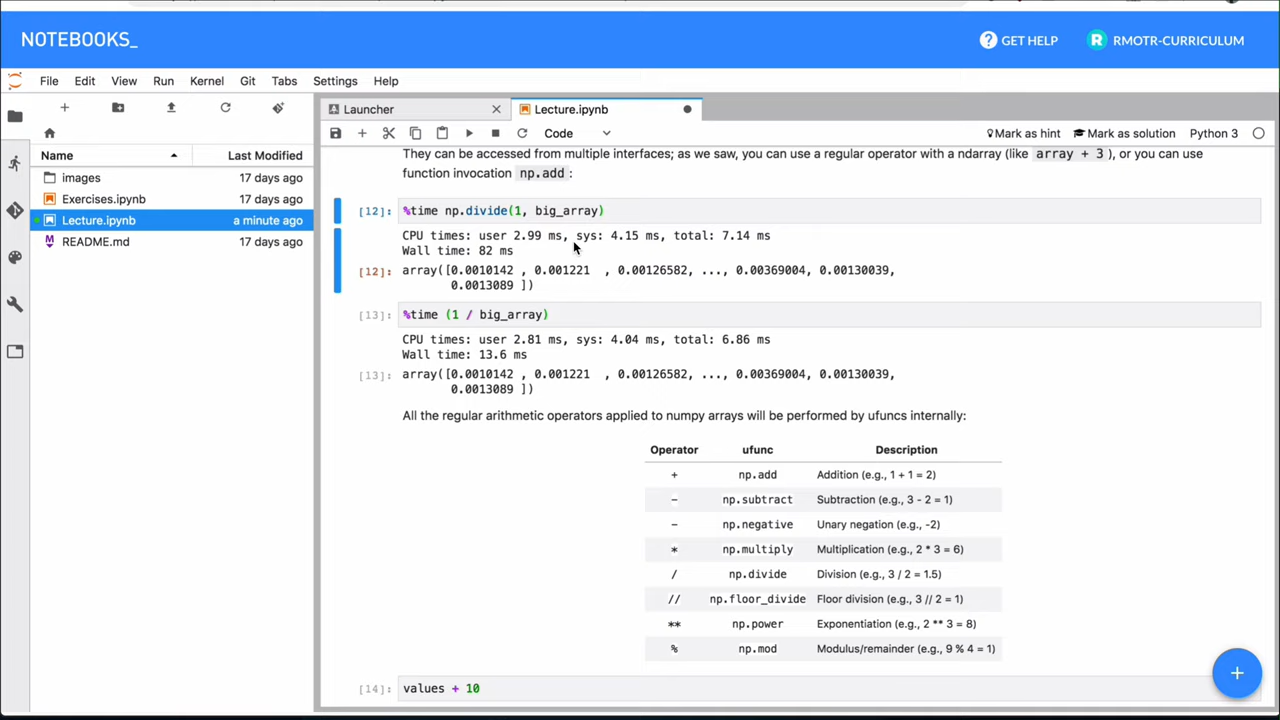 NOTEBOOKS_
GET HELP
R RMOTR-CURRICULUM
File Edit View Run Kernel Git Tabs Settings Help
Launcher
Lecture.ipynb
Code
Mark as hint
Mark as solution
Python 3
Name Last Modified
images 17 days ago
Exercises.ipynb 17 days ago
Lecture.ipynb a minute ago
README.md 17 days ago
They can be accessed from multiple interfaces; as we saw, you can use a regular operator with a ndarray (like array + 3 ), or you can use
function invocation np.add :
[12]: %time np.divide(1, big_array)
CPU times: user 2.99 ms, sys: 4.15 ms, total: 7.14 ms
Wall time: 82 ms
[12]: array([0.0010142 , 0.001221 , 0.00126582, ..., 0.00369004, 0.00130039,
0.0013089 ])
[13]: %time (1 / big_array)
CPU times: user 2.81 ms, sys: 4.04 ms, total: 6.86 ms
Wall time: 13.6 ms
[13]: array([0.0010142 , 0.001221 , 0.00126582, ..., 0.00369004, 0.00130039,
0.0013089 ])
All the regular arithmetic operators applied to numpy arrays will be performed by ufuncs internally:
Operator ufunc Description
+ np.add Addition (e.g., 1 + 1 = 2)
- np.subtract Subtraction (e.g., 3 - 2 = 1)
- np.negative Unary negation (e.g., -2)
* np.multiply Multiplication (e.g., 2 * 3 = 6)
/ np.divide Division (e.g., 3 / 2 = 1.5)
// np.floor_divide Floor division (e.g., 3 // 2 = 1)
** np.power Exponentiation (e.g., 2 ** 3 = 8)
% np.mod Modulus/remainder (e.g., 9 % 4 = 1)
[14]: values + 10